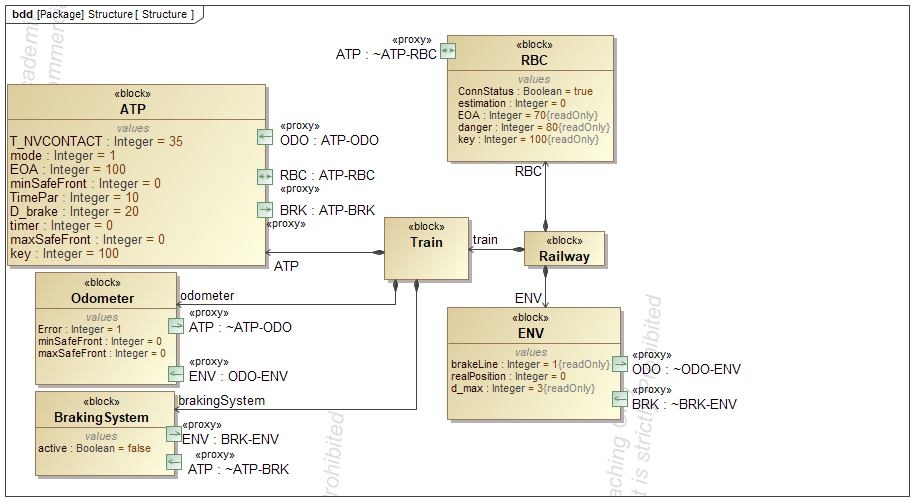 bdd [Package] Structure [ Structure ]
«block»
ATP
values
T_NVCONTACT : Integer = 35
mode : Integer = 1
EOA : Integer = 100
minSafeFront : Integer = 0
TimePar : Integer = 10
D_brake : Integer = 20
timer : Integer = 0
maxSafeFront : Integer = 0
key : Integer = 100
«proxy»
ODO : ATP-ODO
RBC : ATP-RBC
«proxy»
BRK : ATP-BRK
«proxy»
ATP
«proxy»
ATP : ~ATP-RBC
«block»
RBC
values
ConnStatus : Boolean = true
estimation : Integer = 0
EOA : Integer = 70{readOnly}
danger : Integer = 80{readOnly}
key : Integer = 100{readOnly}
RBC
«block»
Train
train
«block»
Railway
ENV
«block»
Odometer
values
Error : Integer = 1
minSafeFront : Integer = 0
maxSafeFront : Integer = 0
odometer
«proxy»
ATP : ~ATP-ODO
«proxy»
ENV : ODO-ENV
«block»
ENV
values
brakeLine : Integer = 1{readOnly}
realPosition : Integer = 0
d_max : Integer = 3{readOnly}
«proxy»
ODO : ~ODO-ENV
«proxy»
BRK : ~BRK-ENV
«block»
BrakingSystem
values
active : Boolean = false
brakingSystem
«proxy»
ENV : BRK-ENV
«proxy»
ATP : ~ATP-BRK